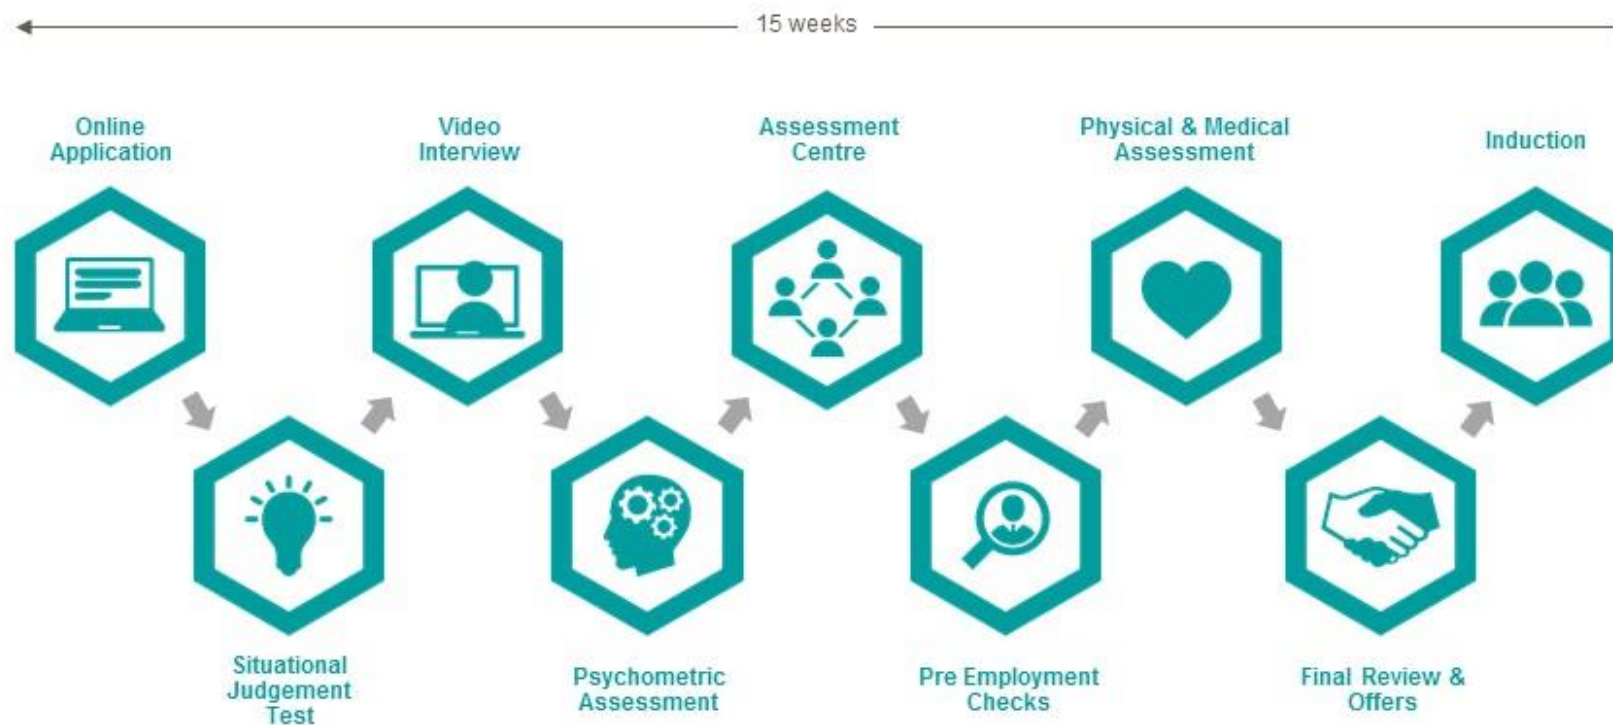 15 weeks
Online
Application
Situational
Judgement
Test
Video
Interview
Psychometric
Assessment
Assessment
Centre
Pre Employment
Checks
Physical & Medical
Assessment
Final Review &
Offers
Induction